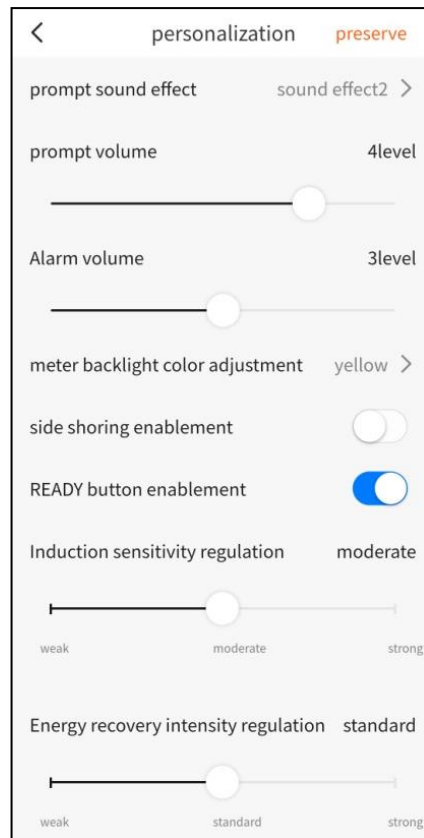 personalization preserve
prompt sound effect sound effect2
prompt volume 4level
Alarm volume 3level
meter backlight color adjustment yellow
side shoring enablement
READY button enablement
Induction sensitivity regulation moderate
weak moderate strong
Energy recovery intensity regulation standard
weak standard strong